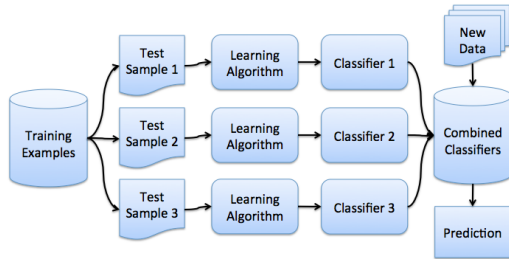 Training
Examples
Test
Sample 1
Learning
Algorithm
Classifier 1
Test
Sample 2
Learning
Algorithm
Classifier 2
Test
Sample 3
Learning
Algorithm
Classifier 3
New
Data
Combined
Classifiers
Prediction